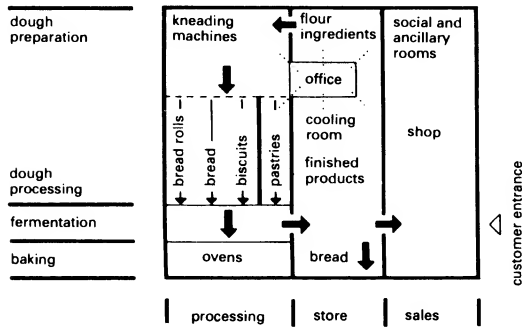 dough
preparation
kneading
machines
flour
ingredients
social and
ancillary
rooms
office
bread rolls
bread
biscuits
pastries
cooling
room
finished
products
shop
dough
processing
fermentation
baking
ovens
bread
customer entrance
processing
store
sales